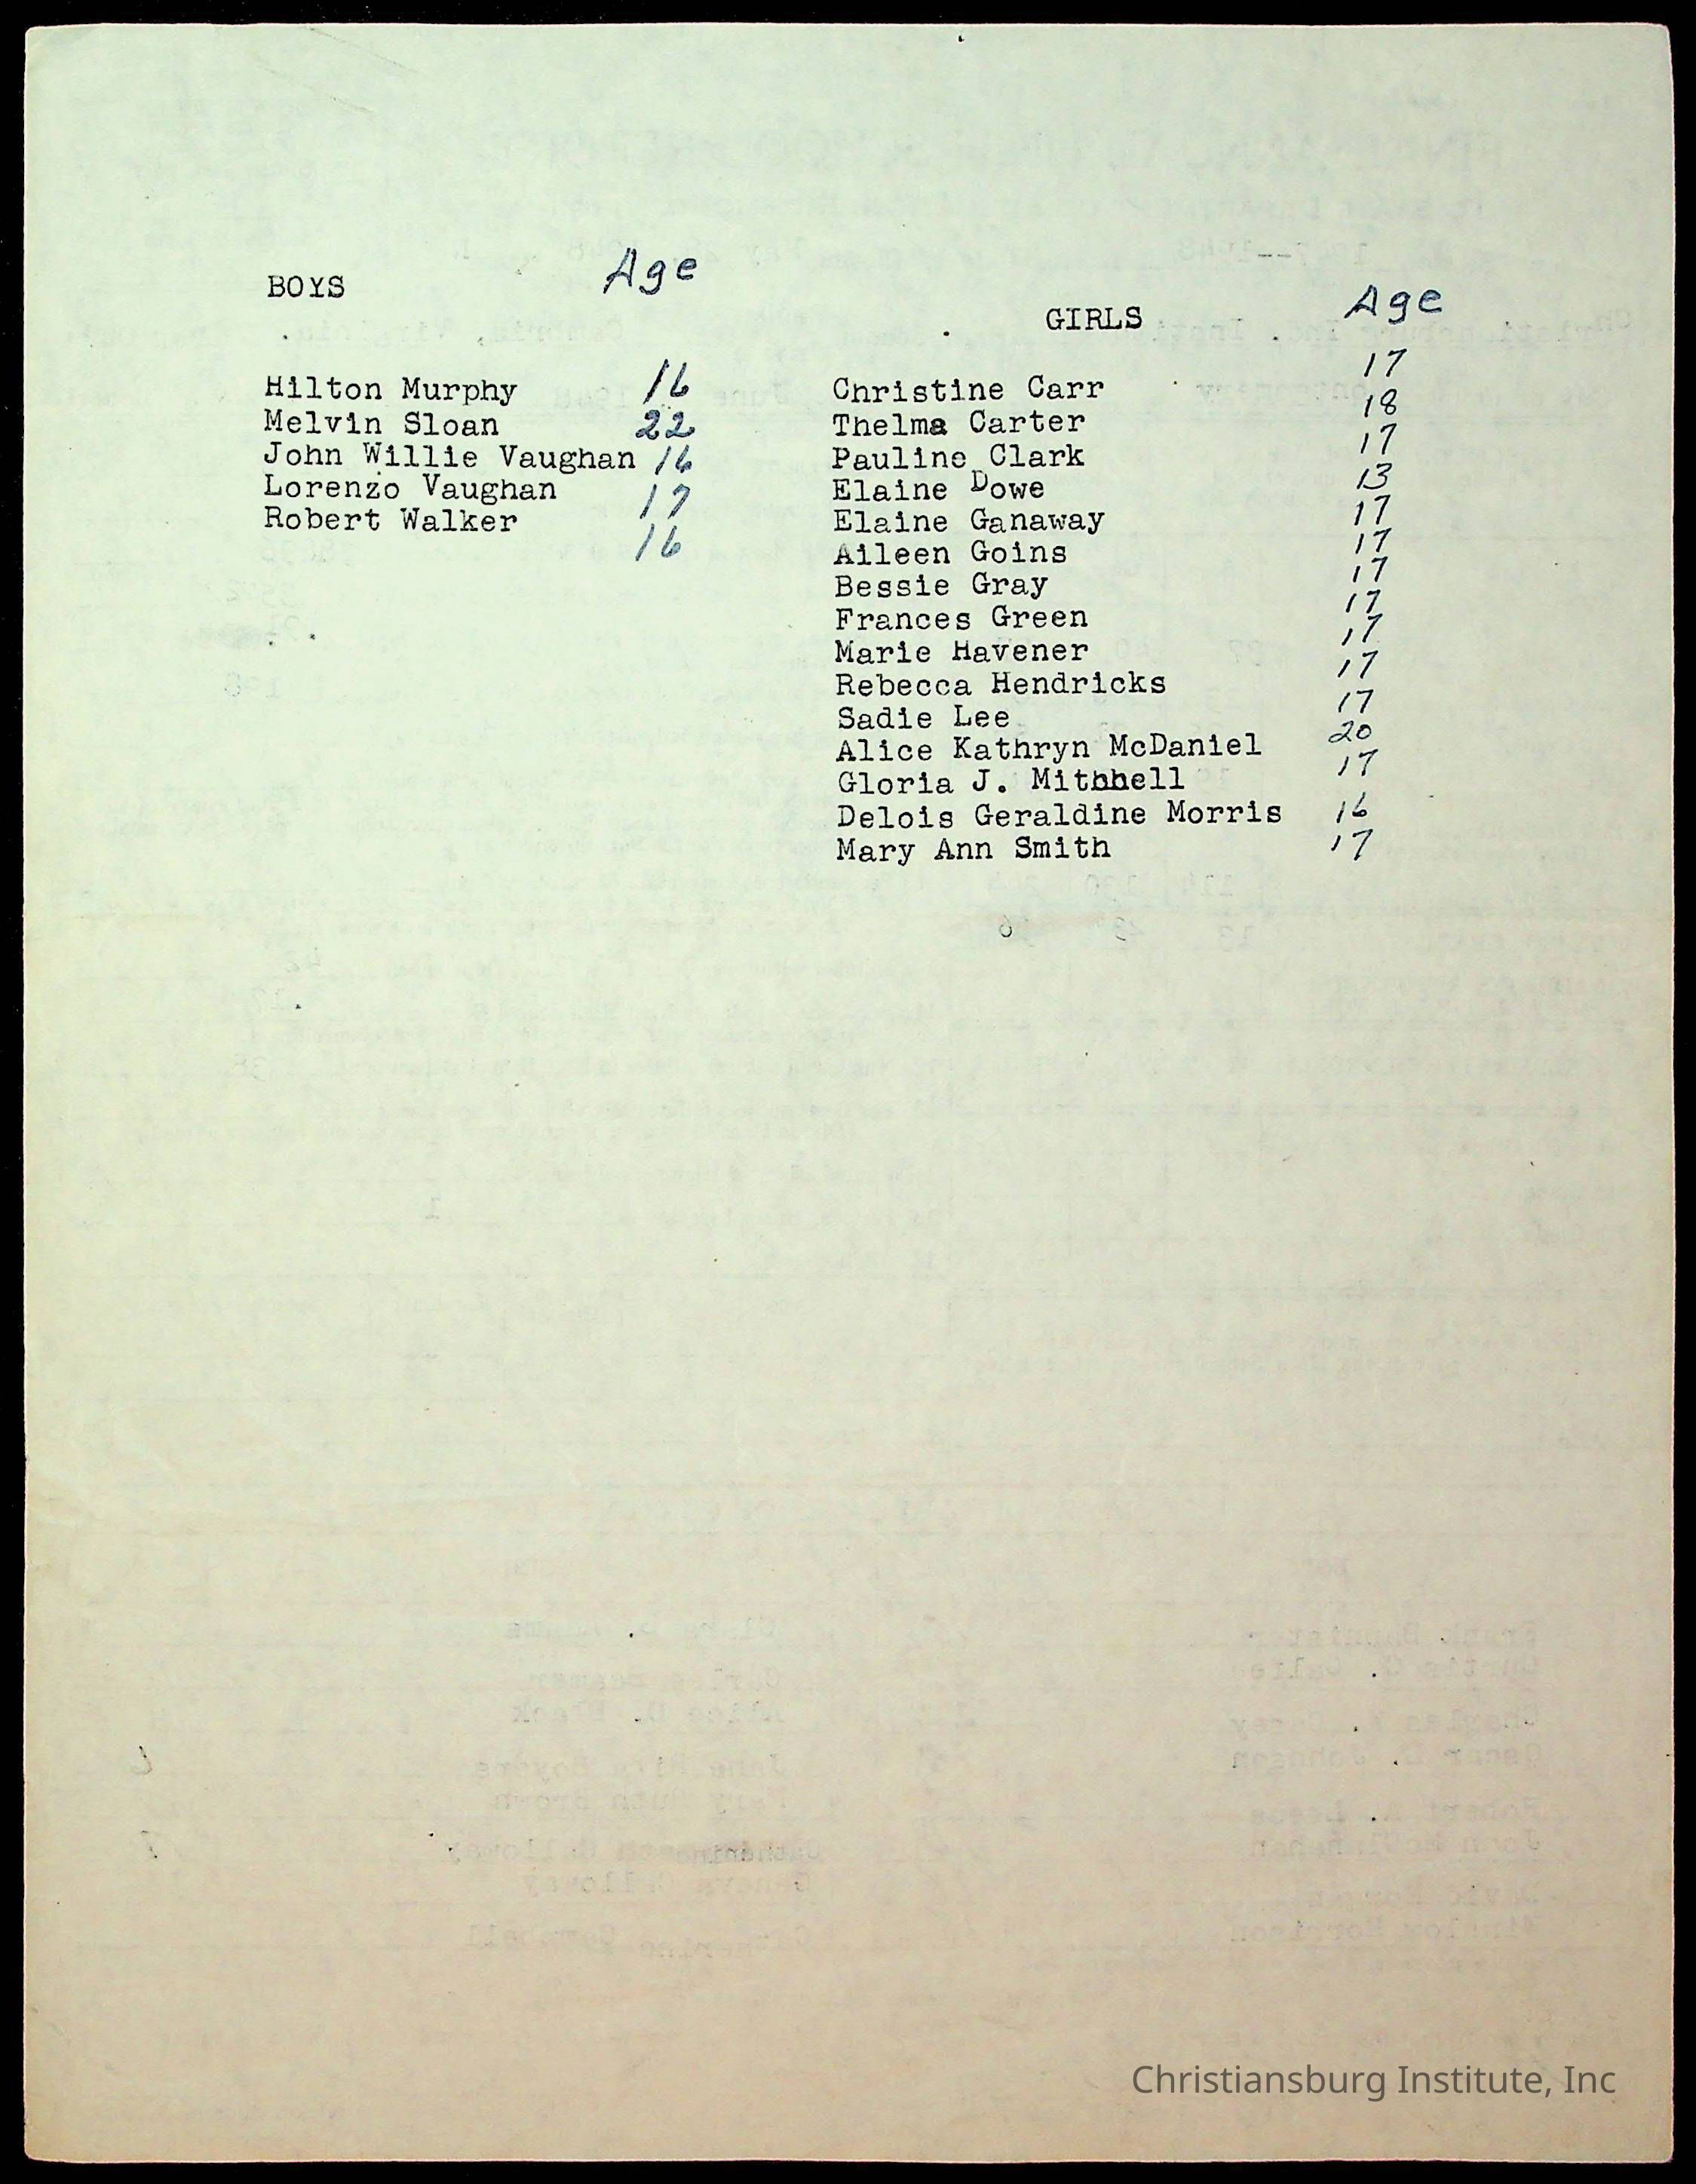 BOYS Age
Hilton Murphy 16
Melvin Sloan 22
John Willie Vaughan 16
Lorenzo Vaughan 17
Robert Walker 16
GIRLS Age
Christine Carr 17
Thelma Carter 18
Pauline Clark 17
Elaine Dowe 13
Elaine Ganaway 17
Aileen Goins 17
Bessie Gray 17
Frances Green 17
Marie Havener 17
Rebecca Hendricks 17
Sadie Lee 17
Alice Kathryn McDaniel 20
Gloria J. Mithhell 17
Delois Geraldine Morris 16
Mary Ann Smith 17
Christiansburg Institute, Inc